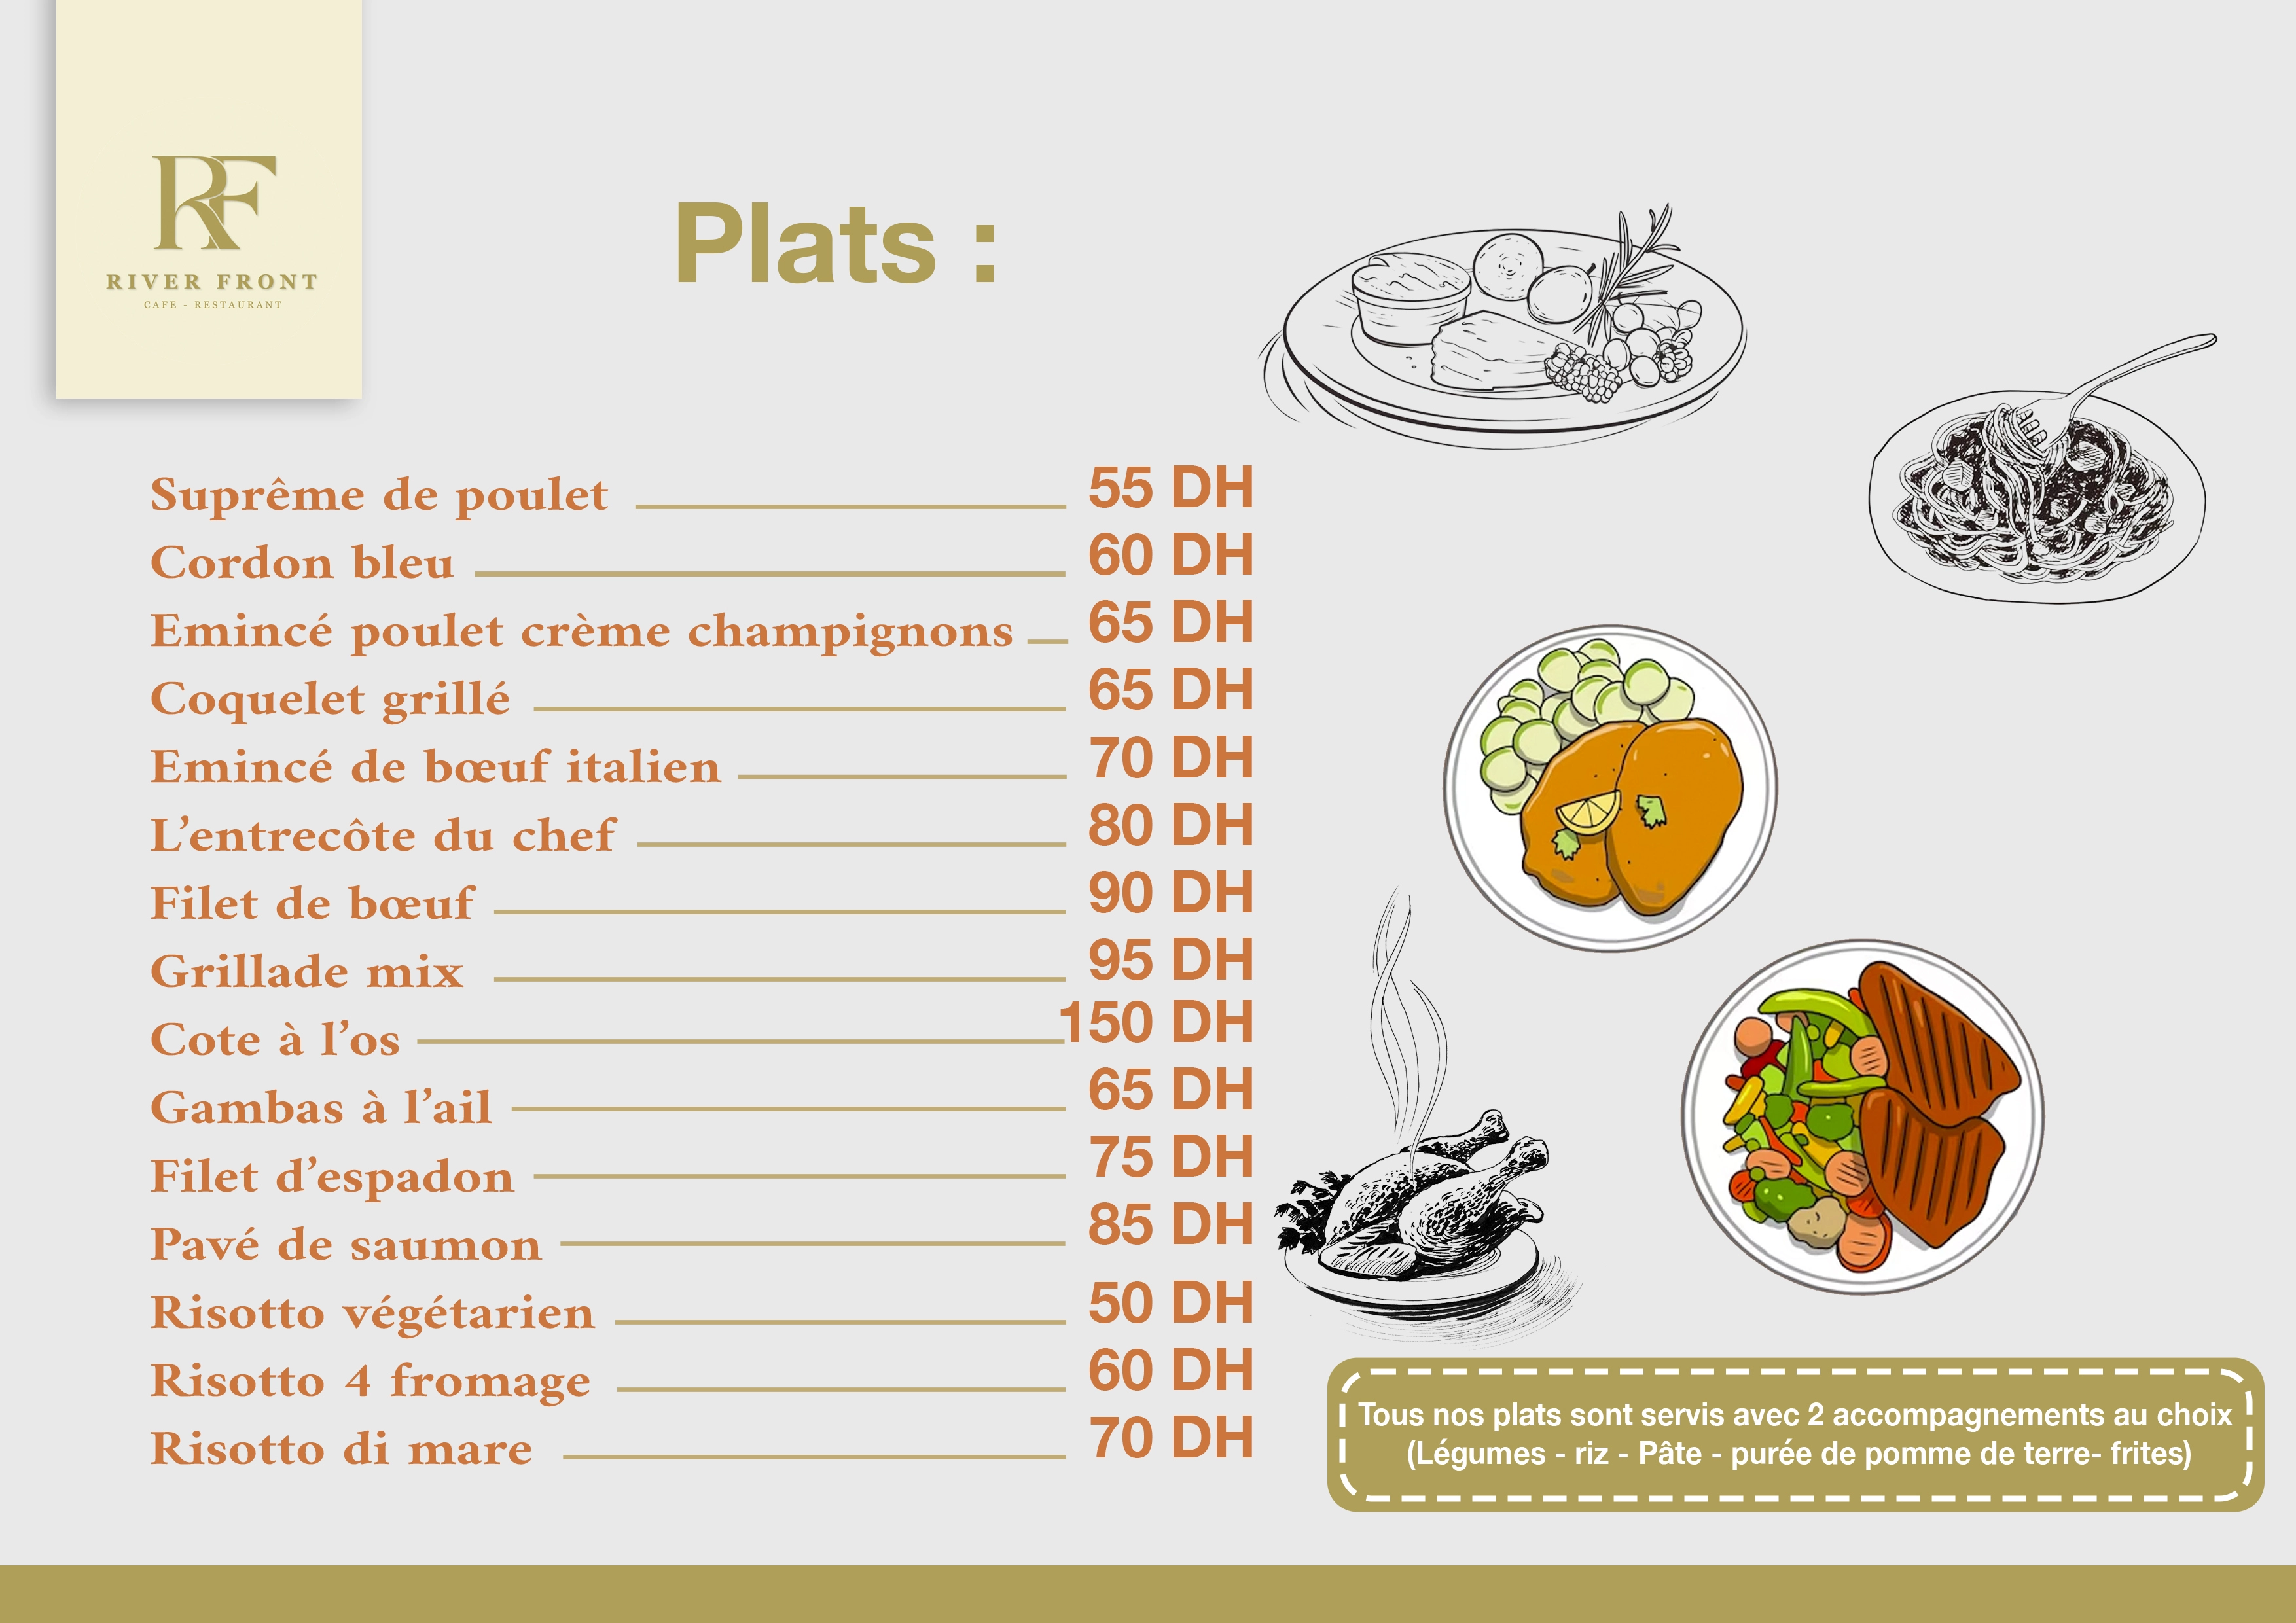 RF
RIVER FRONT
CAFE - RESTAURANT
Plats :
Suprême de poulet 55 DH
Cordon bleu 60 DH
Emincé poulet crème champignons 65 DH
Coquelet grillé 65 DH
Emincé de bœuf italien 70 DH
L'entrecôte du chef 80 DH
Filet de bœuf 90 DH
Grillade mix 95 DH
Cote à l'os 150 DH
Gambas à l'ail 65 DH
Filet d'espadon 75 DH
Pavé de saumon 85 DH
Risotto végétarien 50 DH
Risotto 4 fromage 60 DH
Risotto di mare 70 DH
Tous nos plats sont servis avec 2 accompagnements au choix
(Légumes - riz - Pâte - purée de pomme de terre- frites)